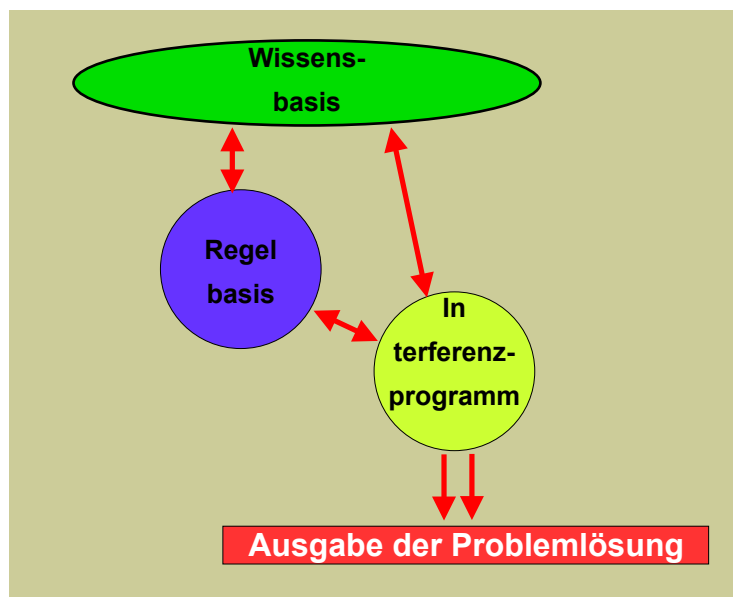 Wissens-
basis
Regel
basis
In
terferenz-
programm
Ausgabe der Problemlösung